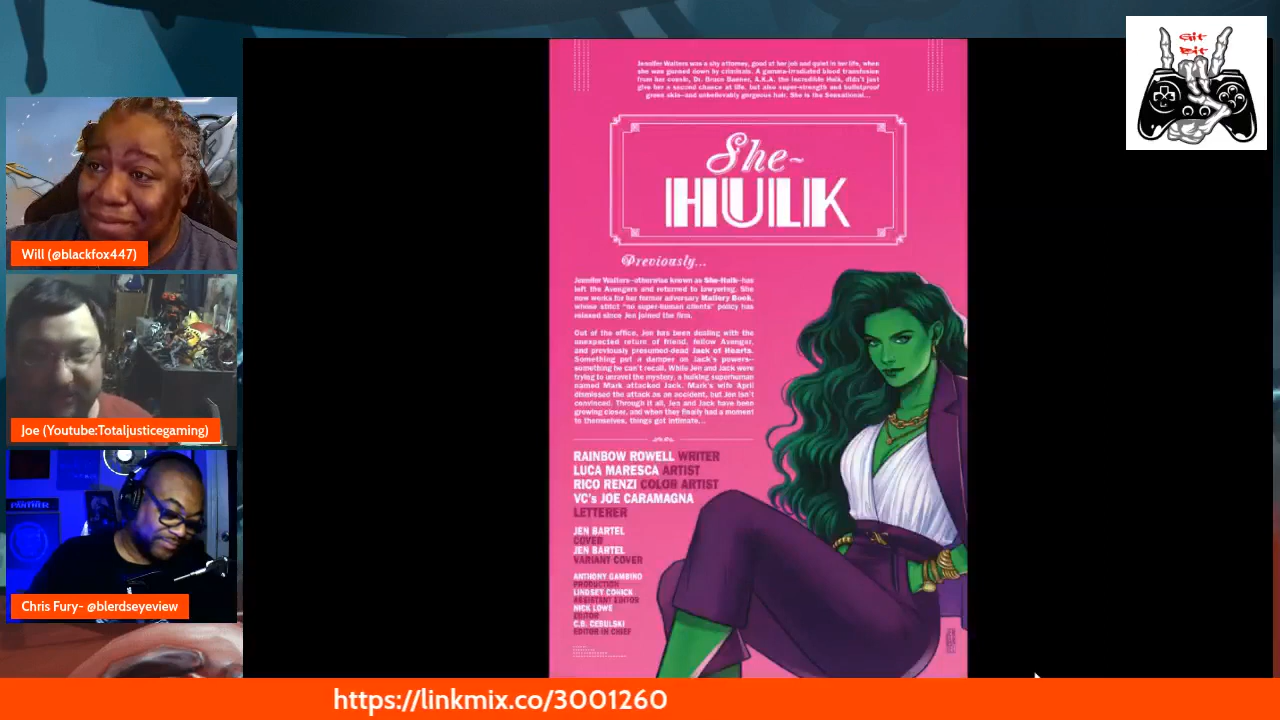 Git
Bit
Jennifer Walters was a shy attorney, good at her job and quiet in her life, when
she was gunned down by criminals. A gamma-irradiated blood transfusion
from her cousin, Dr. Bruce Banner, A.K.A. the Incredible Hulk, didn't just
give her a second chance at life, but also super-strength and bulletproof
green skin—and unbelievably gorgeous hair. She is the Sensational...
She-
HULK
Previously...
Jennifer Walters—otherwise known as She-Hulk—has
left the Avengers and returned to lawyering. She
now works for her former adversary Mallory Book,
whose strict "no super-human clients" policy has
relaxed since Jen joined the firm.
Out of the office, Jen has been dealing with the
unexpected return of friend, fellow Avenger,
and previously presumed-dead Jack of Hearts.
Something put a damper on Jack's powers—
something he can't recall. While Jen and Jack were
trying to unravel the mystery, a hulking superhuman
named Mark attacked Jack. Mark's wife April
dismissed the attack as an accident, but Jen isn't
convinced. Through it all, Jen and Jack have been
growing closer, and when they finally had a moment
to themselves, things got intimate...
RAINBOW ROWELL WRITER
LUCA MARESCA ARTIST
RICO RENZI COLOR ARTIST
VC's JOE CARAMAGNA
LETTERER
JEN BARTEL
COVER
JEN BARTEL
VARIANT COVER
ANTHONY GAMBINO
PRODUCTION
LINDSEY COHICK
ASSISTANT EDITOR
NICK LOWE
EDITOR
C.B. CEBULSKI
EDITOR IN CHIEF
Will (@blackfox447)
Joe (Youtube:Totaljusticegaming)
PANTHER
Chris Fury- @blerdseyeview
https://linkmix.co/3001260